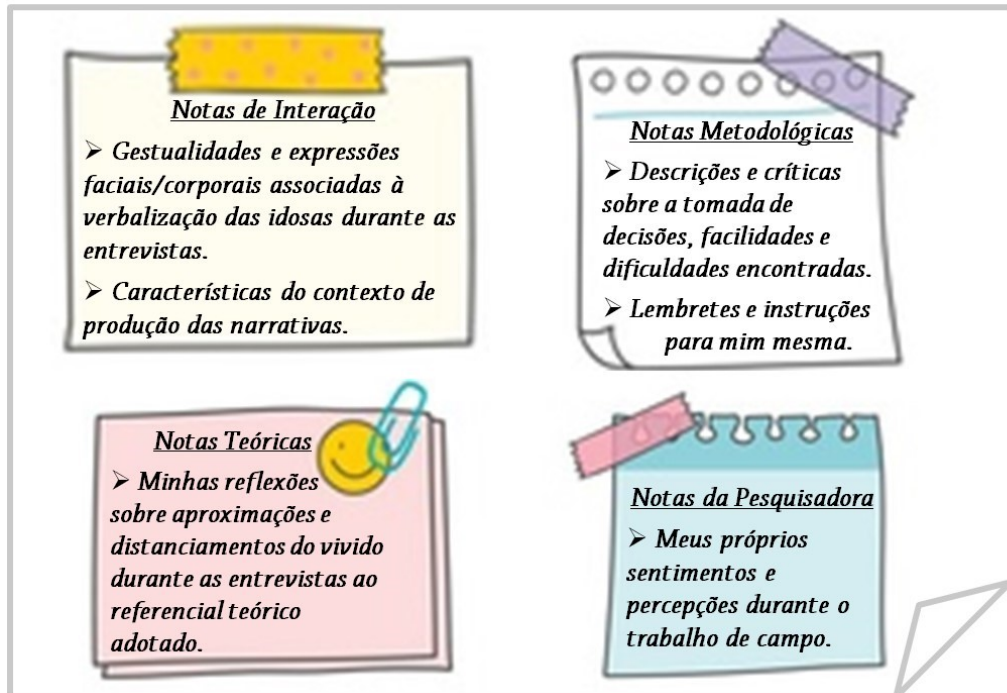 Notas de Interação
➢ Gestualidades e expressões
faciais/corporais associadas à
verbalização das idosas durante as
entrevistas.
➢ Características do contexto de
produção das narrativas.
Notas Metodológicas
➢ Descrições e críticas
sobre a tomada de
decisões, facilidades e
dificuldades encontradas.
➢ Lembretes e instruções
para mim mesma.
Notas Teóricas
➢ Minhas reflexões
sobre aproximações e
distanciamentos do vivido
durante as entrevistas ao
referencial teórico
adotado.
Notas da Pesquisadora
➢ Meus próprios
sentimentos e
percepções durante o
trabalho de campo.